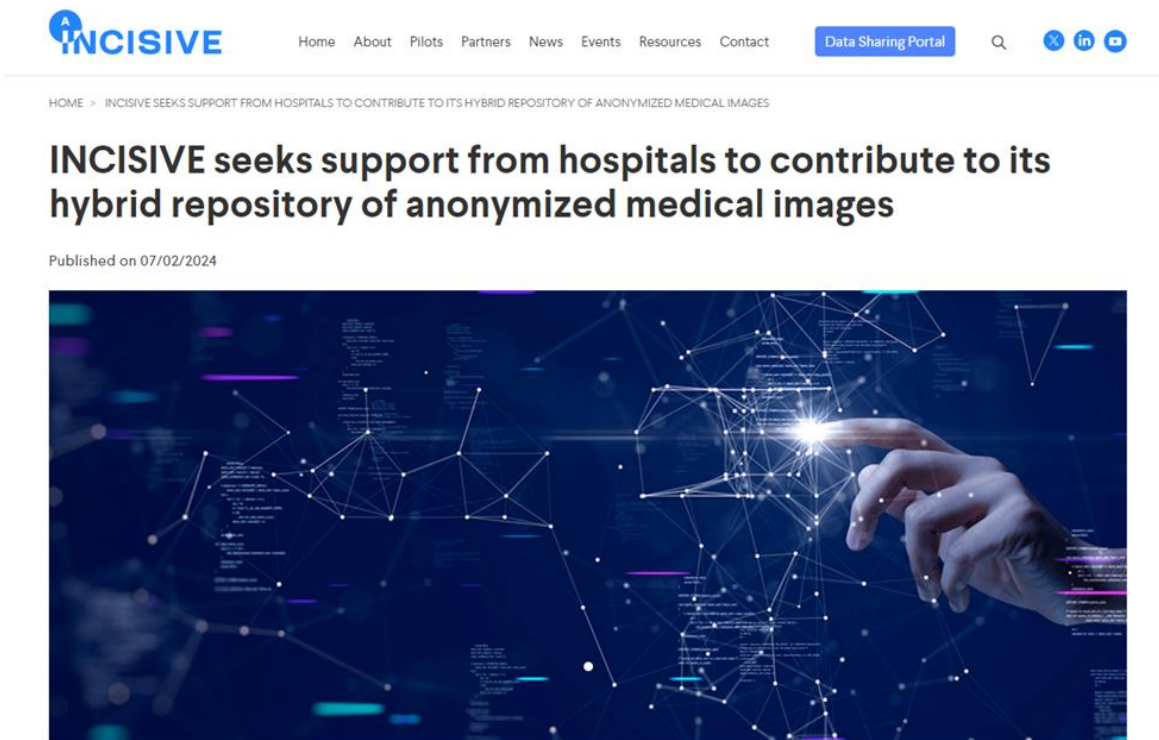 AI
INCISIVE
Home About Pilots Partners News Events Resources Contact Data Sharing Portal
HOME > INCISIVE SEEKS SUPPORT FROM HOSPITALS TO CONTRIBUTE TO ITS HYBRID REPOSITORY OF ANONYMIZED MEDICAL IMAGES
INCISIVE seeks support from hospitals to contribute to its
hybrid repository of anonymized medical images
Published on 07/02/2024